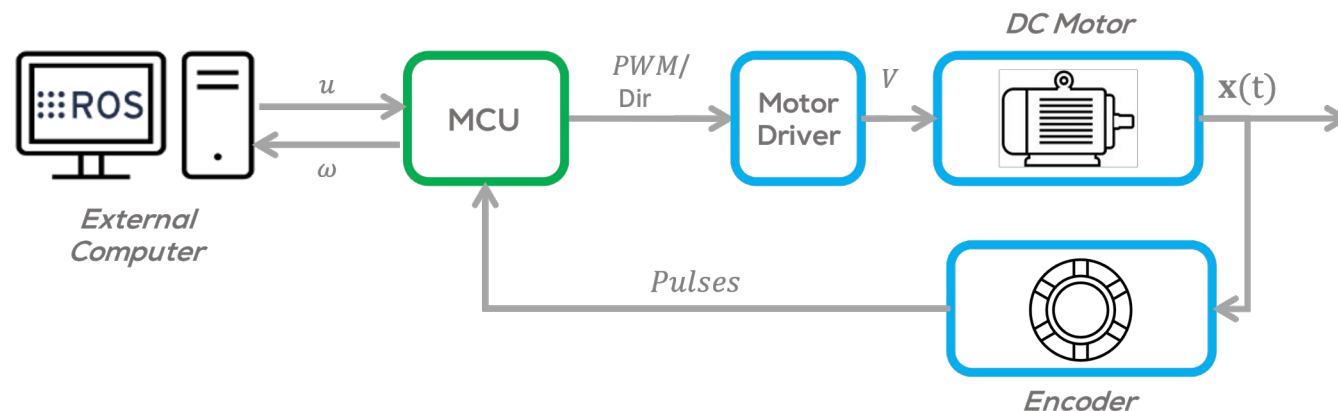 DC Motor
ROS
u
ω
External
Computer
MCU
PWM/
Dir
Motor
Driver
V
x(t)
Pulses
Encoder